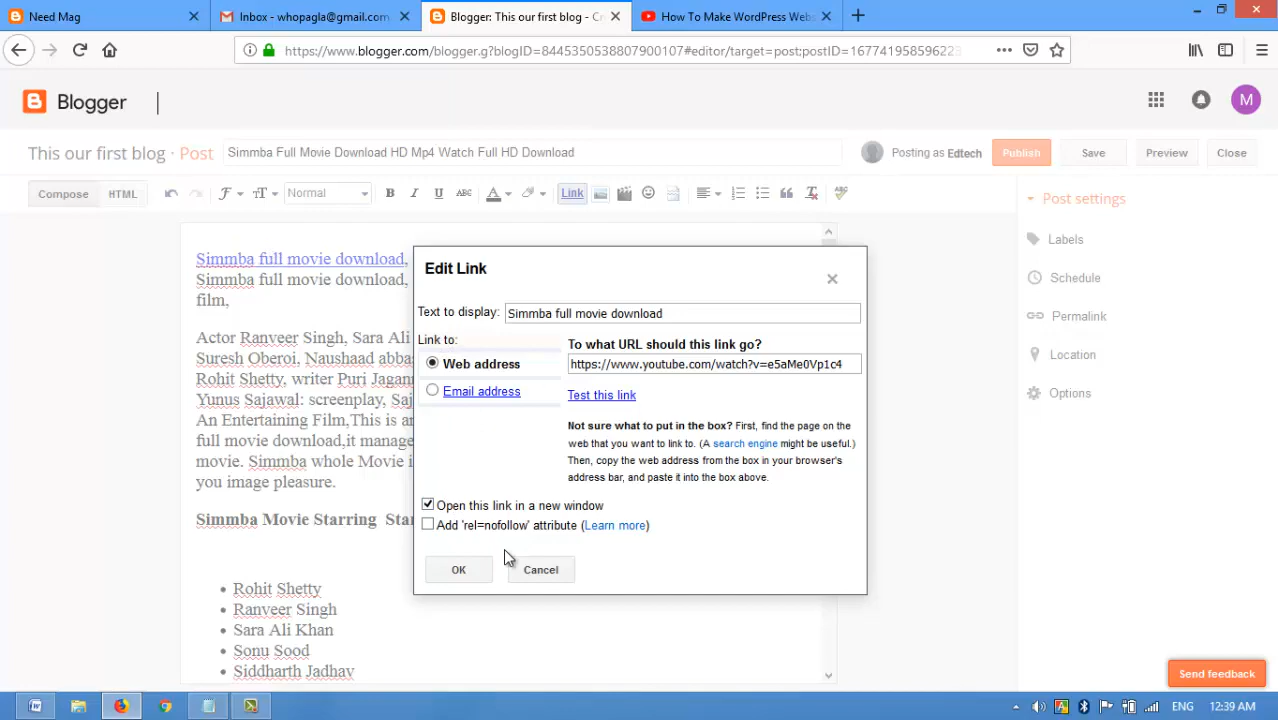 Need Mag
Inbox - whopagla@gmail.com
Blogger: This our first blog - C
How To Make WordPress Webs
https://www.blogger.com/blogger.g?blogID=8445350538807900107#editor/target=post;postID=167741958596223
Blogger
M
This our first blog · Post
Simmba Full Movie Download HD Mp4 Watch Full HD Download
Posting as Edtech
Publish
Save
Preview
Close
Compose
HTML
Normal
B
I
U
ABC
A
Link
Post settings
Labels
Schedule
Permalink
Location
Options
Simmba full movie download,
Simmba full movie download,
film,
Actor Ranveer Singh, Sara Ali
Suresh Oberoi, Naushaad abbas
Rohit Shetty, writer Puri Jagann
Yunus Sajawal: screenplay, Saj
An Entertaining Film,This is an
full movie download,it manage
movie. Simmba whole Movie i
you image pleasure.
Simmba Movie Starring Star
Rohit Shetty
Ranveer Singh
Sara Ali Khan
Sonu Sood
Siddharth Jadhav
Edit Link
Text to display: Simmba full movie download
Link to:
Web address
Email address
To what URL should this link go?
https://www.youtube.com/watch?v=e5aMe0Vp1c4
Test this link
Not sure what to put in the box? First, find the page on the
web that you want to link to. (A search engine might be useful.)
Then, copy the web address from the box in your browser's
address bar, and paste it into the box above.
Open this link in a new window
Add 'rel=nofollow' attribute (Learn more)
OK
Cancel
Send feedback
ENG
12:39 AM